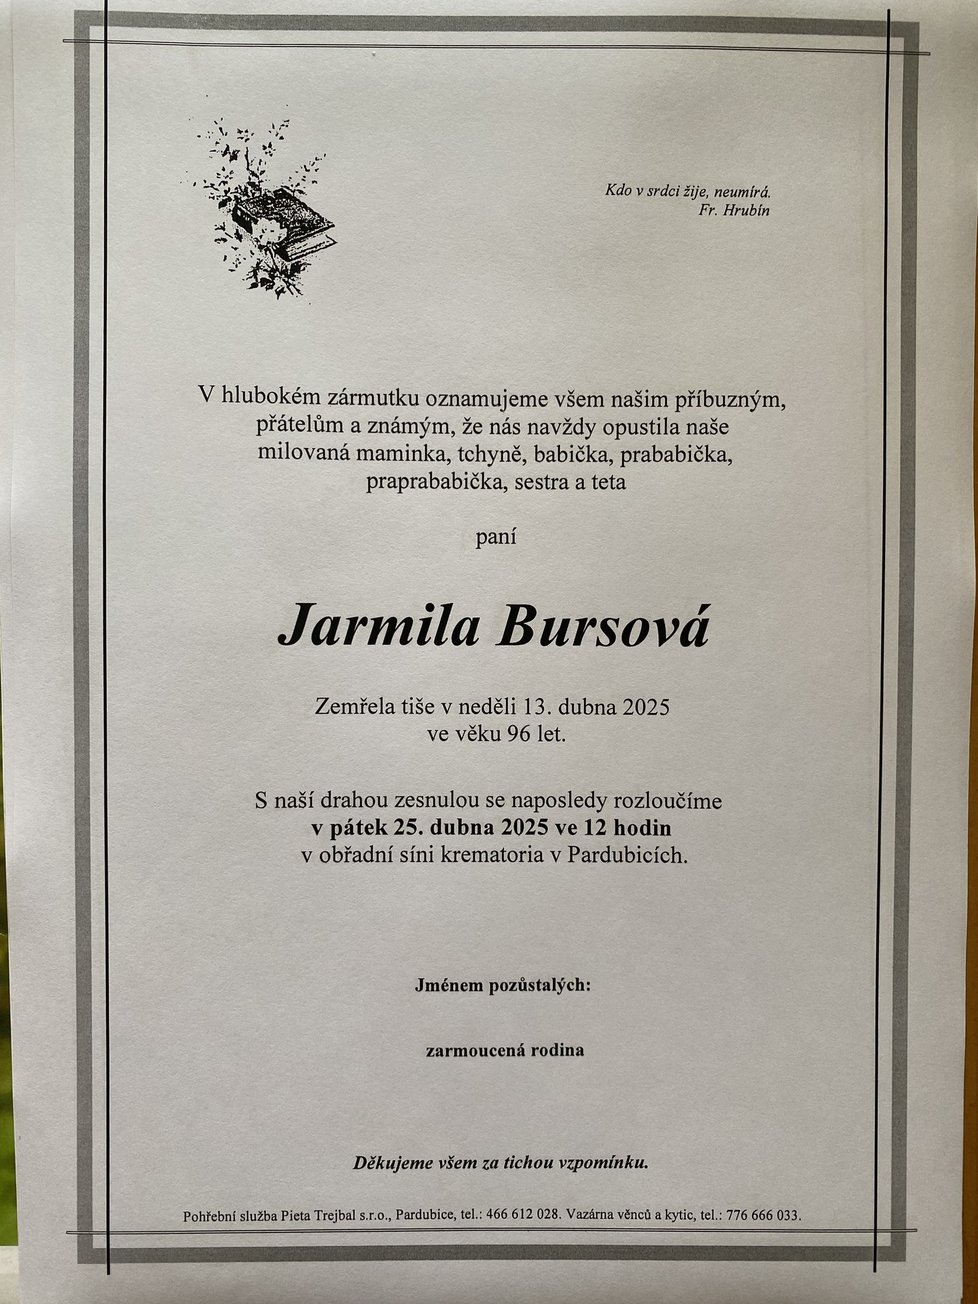 Kdo v srdci žije, neumírá.
Fr. Hrubín
V hlubokém zármutku oznamujeme všem našim příbuzným,
přátelům a známým, že nás navždy opustila naše
milovaná maminka, tchyně, babička, prababička,
praprababička, sestra a teta
paní
Jarmila Bursová
Zemřela tiše v neděli 13. dubna 2025
ve věku 96 let.
S naší drahou zesnulou se naposledy rozloučíme
v pátek 25. dubna 2025 ve 12 hodin
v obřadní síni krematoria v Pardubicích.
Jménem pozůstalých:
zarmoucená rodina
Děkujeme všem za tichou vzpomínku.
Pohřební služba Pieta Trejbal s.r.o., Pardubice, tel.: 466 612 028. Vazárna věnců a kytic, tel.: 776 666 033.